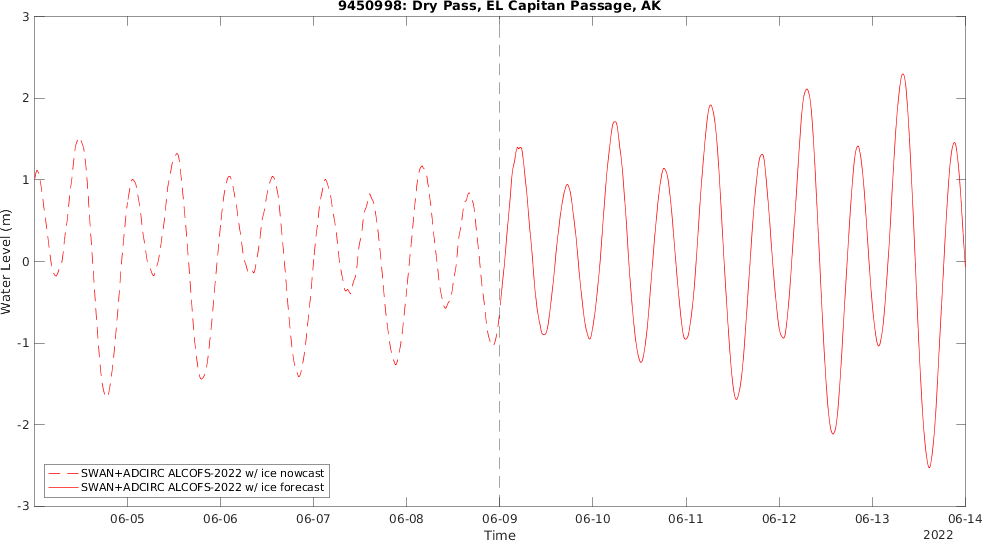 9450998: Dry Pass, EL Capitan Passage, AK
3
2
1
0
-1
-2
-3
Water Level (m)
SWAN+ADCIRC ALCOFS-2022 w/ ice nowcast
SWAN+ADCIRC ALCOFS-2022 w/ ice forecast
06-05 06-06 06-07 06-08 06-09 06-10 06-11 06-12 06-13 06-14
Time
2022